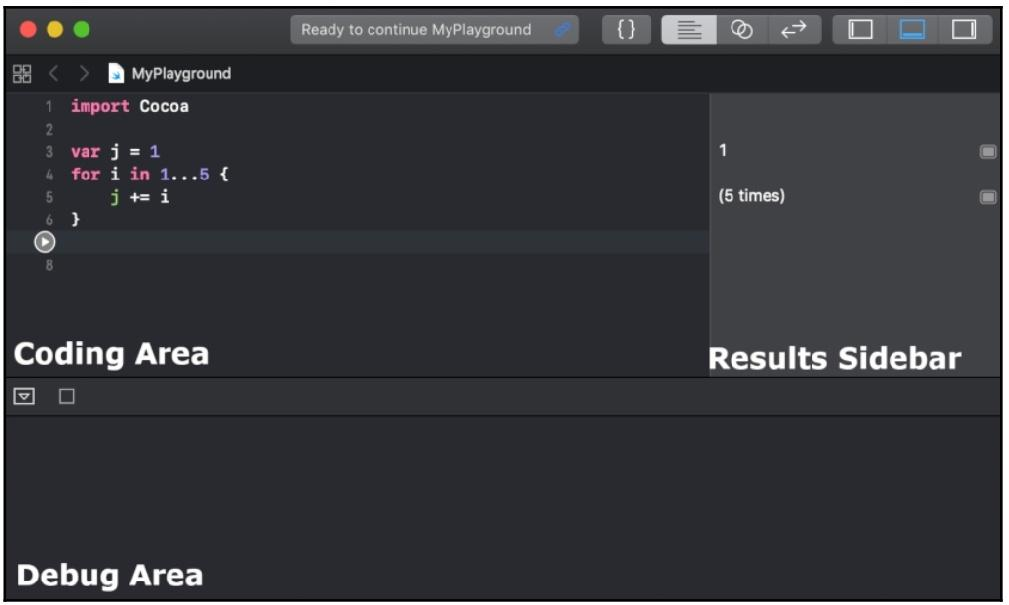 Ready to continue MyPlayground
{}
MyPlayground
1 import Cocoa
2
3 var j = 1
1
4 for i in 1...5 {
5     j += i
(5 times)
6 }
8
Coding Area
Results Sidebar
Debug Area